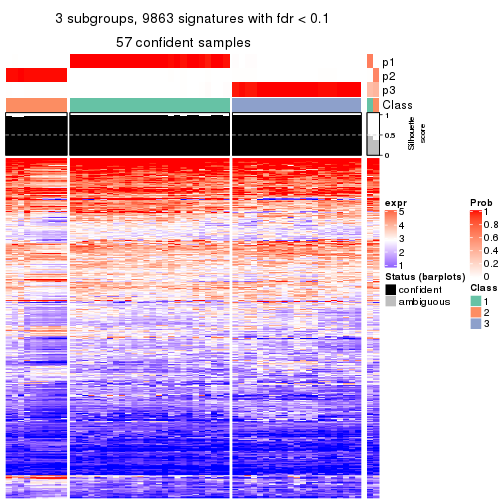 3 subgroups, 9863 signatures with fdr < 0.1
57 confident samples
p1
p2
p3
Class
1
0.5
0
Silhouette
score
expr
5
4
3
2
1
Status (barplots)
confident
ambiguous
Prob
1
0.8
0.6
0.4
0.2
0
Class
1
2
3